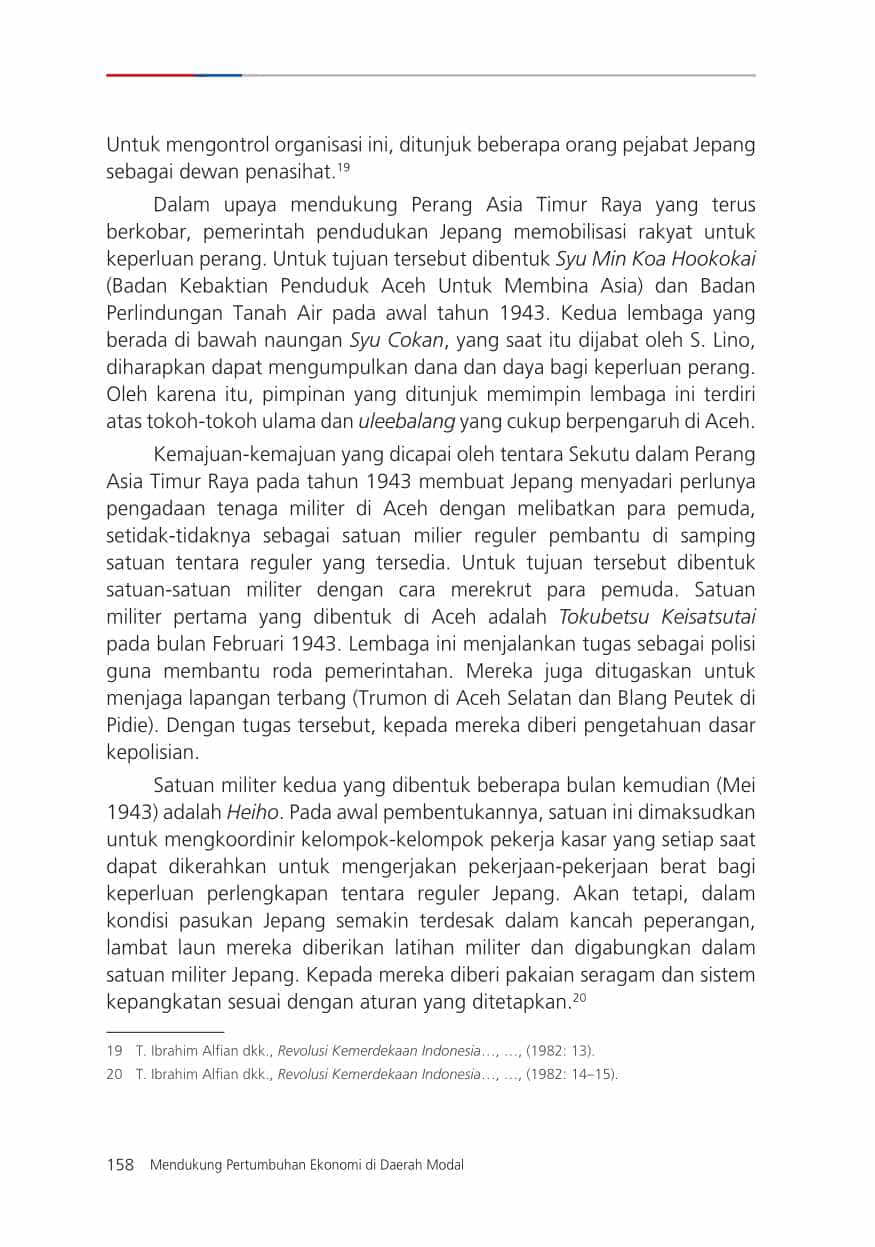 Untuk mengontrol organisasi ini, ditunjuk beberapa orang pejabat Jepang
sebagai dewan penasihat.19
Dalam upaya mendukung Perang Asia Timur Raya yang terus
berkobar, pemerintah pendudukan Jepang memobilisasi rakyat untuk
keperluan perang. Untuk tujuan tersebut dibentuk Syu Min Koa Hookokai
(Badan Kebaktian Penduduk Aceh Untuk Membina Asia) dan Badan
Perlindungan Tanah Air pada awal tahun 1943. Kedua lembaga yang
berada di bawah naungan Syu Cokan, yang saat itu dijabat oleh S. Lino,
diharapkan dapat mengumpulkan dana dan daya bagi keperluan perang.
Oleh karena itu, pimpinan yang ditunjuk memimpin lembaga ini terdiri
atas tokoh-tokoh ulama dan uleebalang yang cukup berpengaruh di Aceh.
Kemajuan-kemajuan yang dicapai oleh tentara Sekutu dalam Perang
Asia Timur Raya pada tahun 1943 membuat Jepang menyadari perlunya
pengadaan tenaga militer di Aceh dengan melibatkan para pemuda,
setidak-tidaknya sebagai satuan milier reguler pembantu di samping
satuan tentara reguler yang tersedia. Untuk tujuan tersebut dibentuk
satuan-satuan militer dengan cara merekrut para pemuda. Satuan
militer pertama yang dibentuk di Aceh adalah Tokubetsu Keisatsutai
pada bulan Februari 1943. Lembaga ini menjalankan tugas sebagai polisi
guna membantu roda pemerintahan. Mereka juga ditugaskan untuk
menjaga lapangan terbang (Trumon di Aceh Selatan dan Blang Peutek di
Pidie). Dengan tugas tersebut, kepada mereka diberi pengetahuan dasar
kepolisian.
Satuan militer kedua yang dibentuk beberapa bulan kemudian (Mei
1943) adalah Heiho. Pada awal pembentukannya, satuan ini dimaksudkan
untuk mengkoordinir kelompok-kelompok pekerja kasar yang setiap saat
dapat dikerahkan untuk mengerjakan pekerjaan-pekerjaan berat bagi
keperluan perlengkapan tentara reguler Jepang. Akan tetapi, dalam
kondisi pasukan Jepang semakin terdesak dalam kancah peperangan,
lambat laun mereka diberikan latihan militer dan digabungkan dalam
satuan militer Jepang. Kepada mereka diberi pakaian seragam dan sistem
kepangkatan sesuai dengan aturan yang ditetapkan.20
19 T. Ibrahim Alfian dkk., Revolusi Kemerdekaan Indonesia…, …, (1982: 13).
20 T. Ibrahim Alfian dkk., Revolusi Kemerdekaan Indonesia…, …, (1982: 14–15).
158 Mendukung Pertumbuhan Ekonomi di Daerah Modal